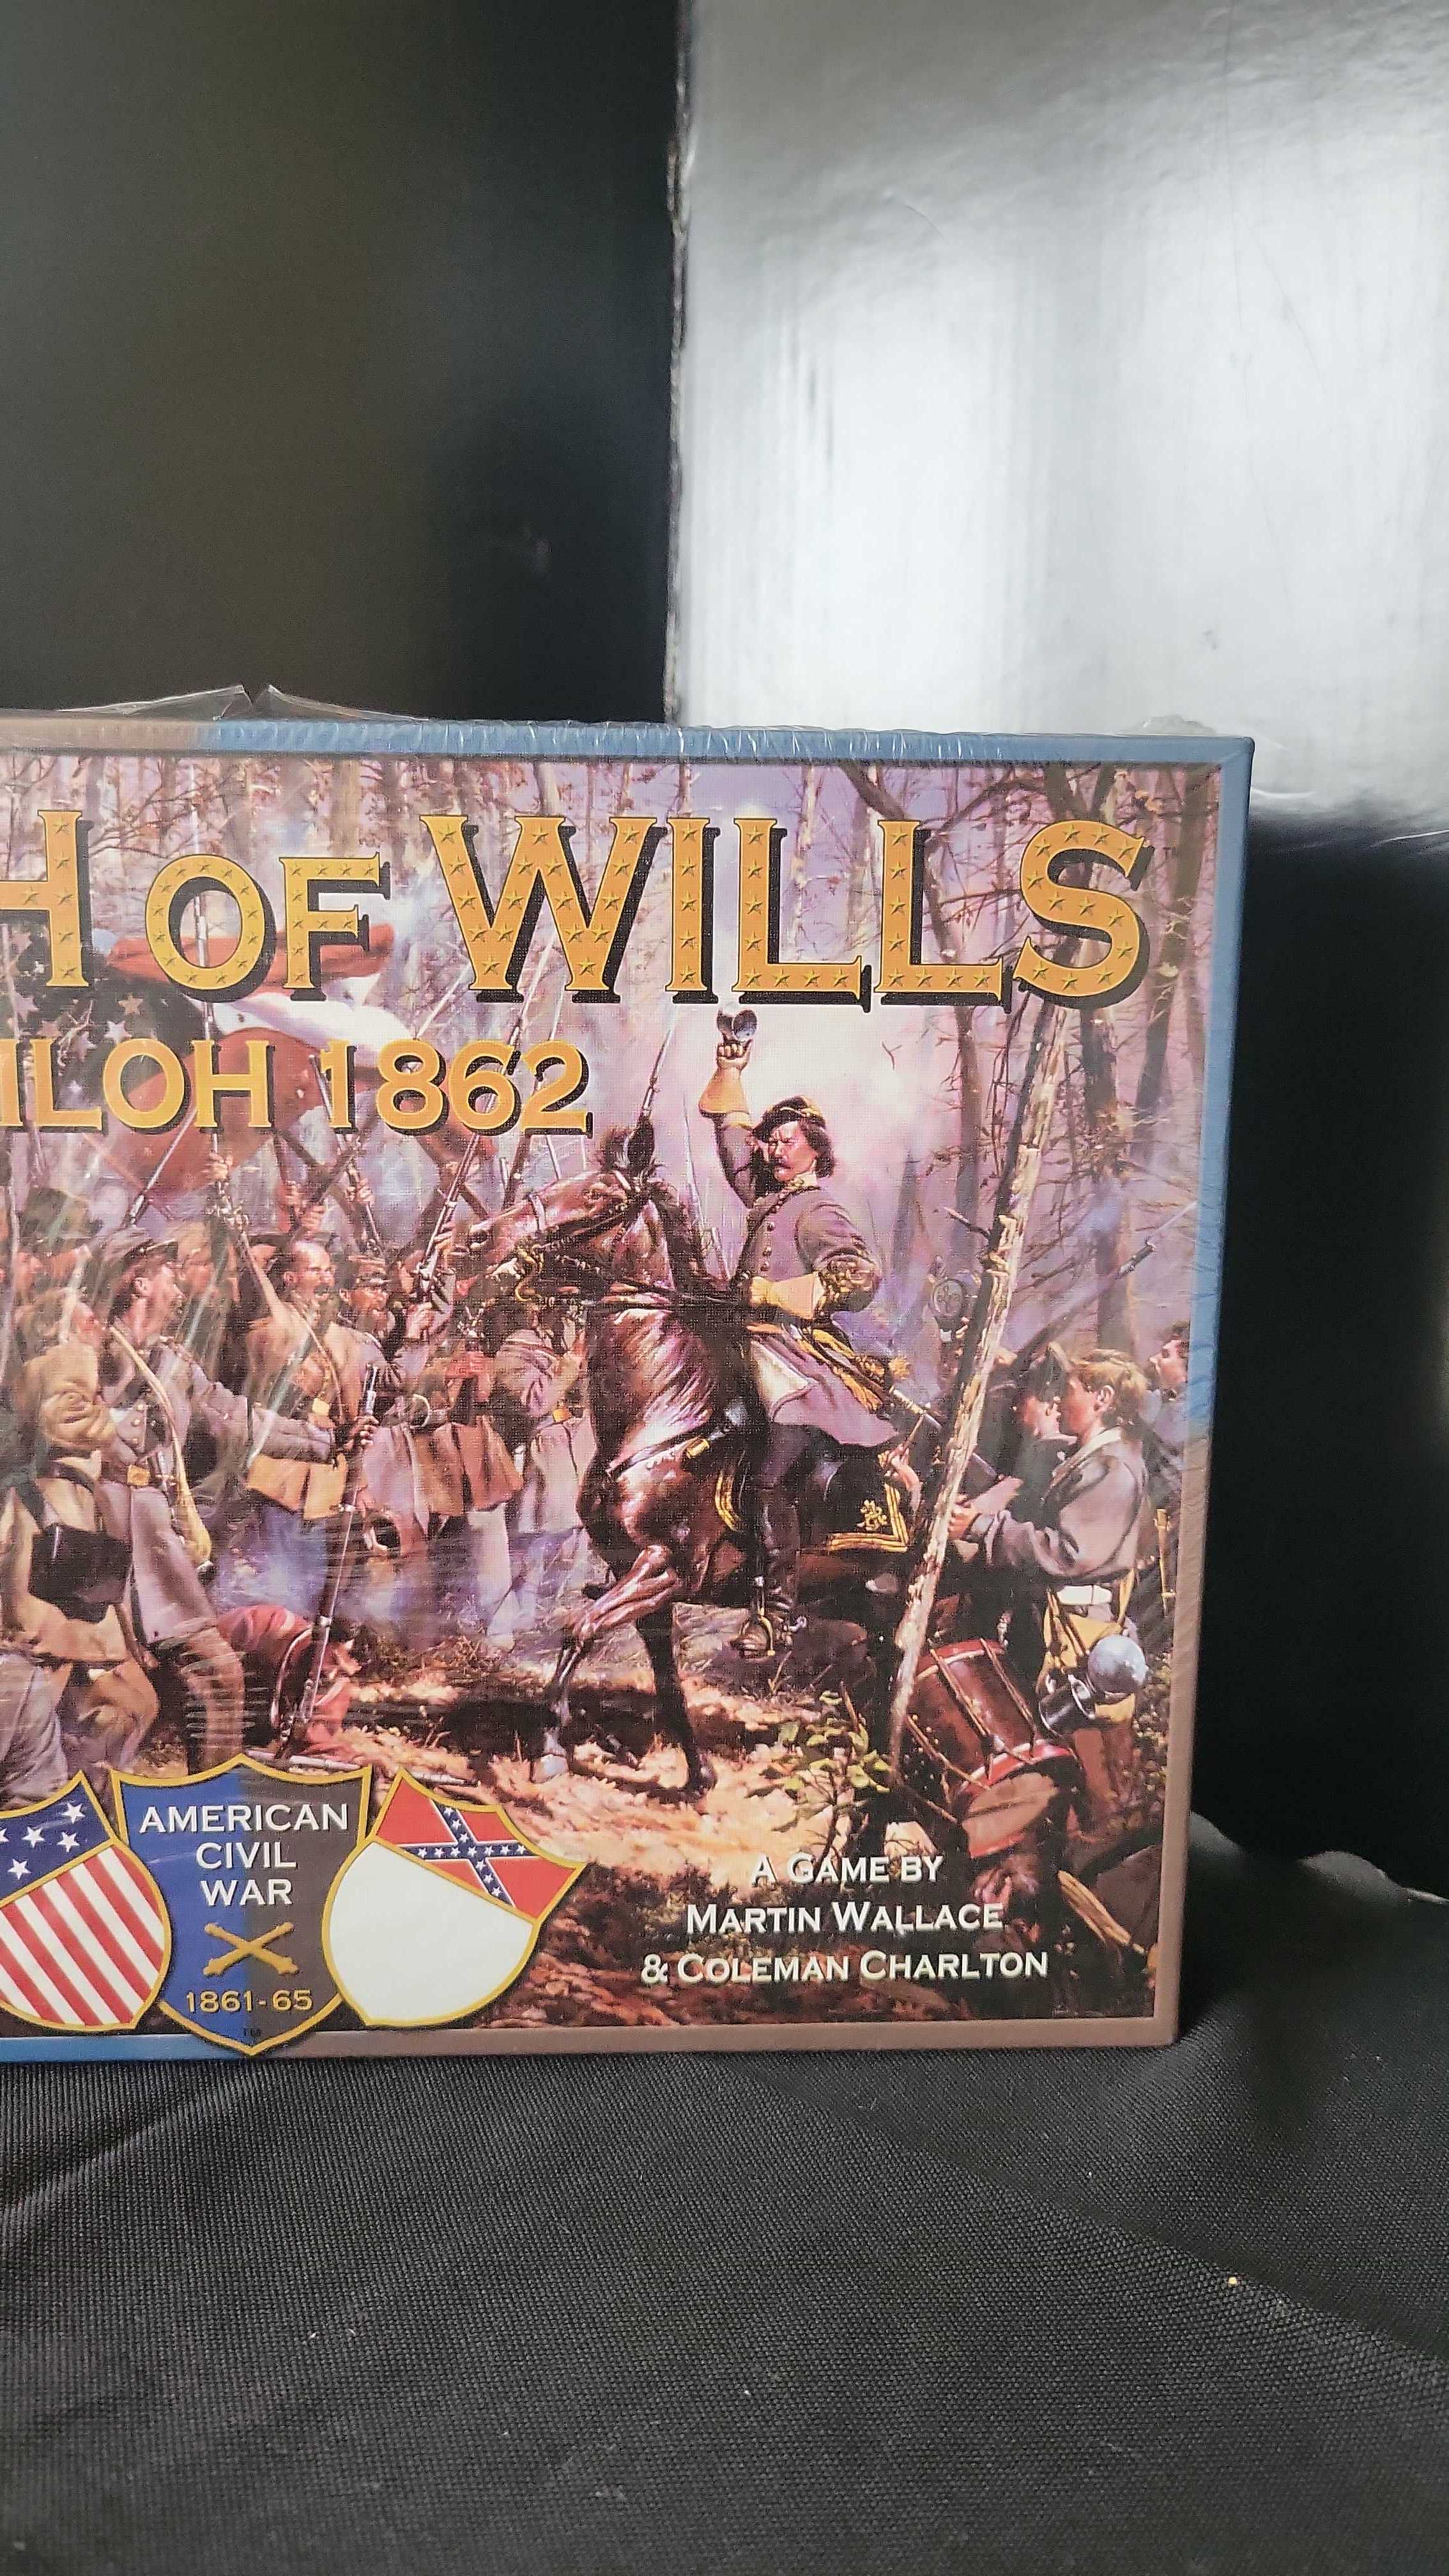 H OF WILLS
ILOH 1862
AMERICAN
CIVIL
WAR
1861-65
A GAME BY
MARTIN WALLACE
& COLEMAN CHARLTON